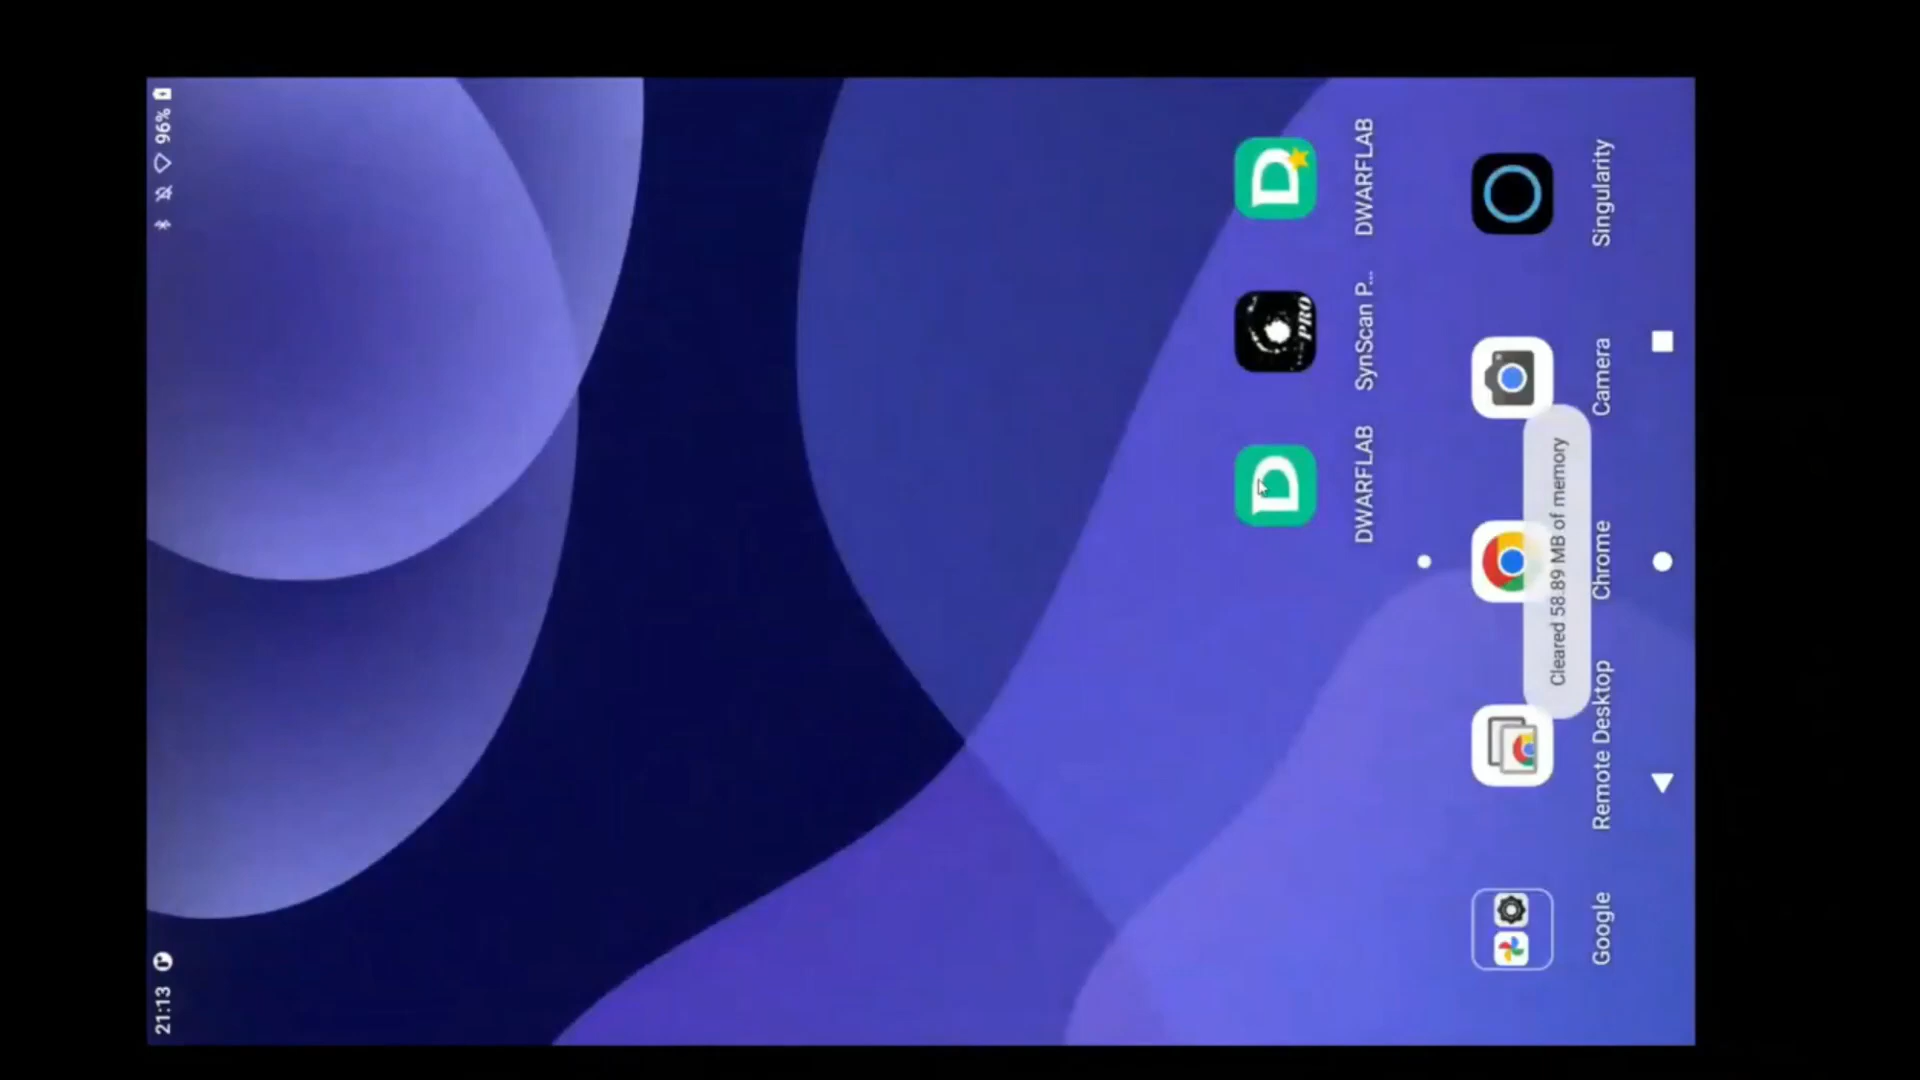 21:13
96%
DWARFLAB
SynScan P...
DWARFLAB
PRO
Google
Remote Desktop
Chrome
Camera
Singularity
Cleared 58.89 MB of memory